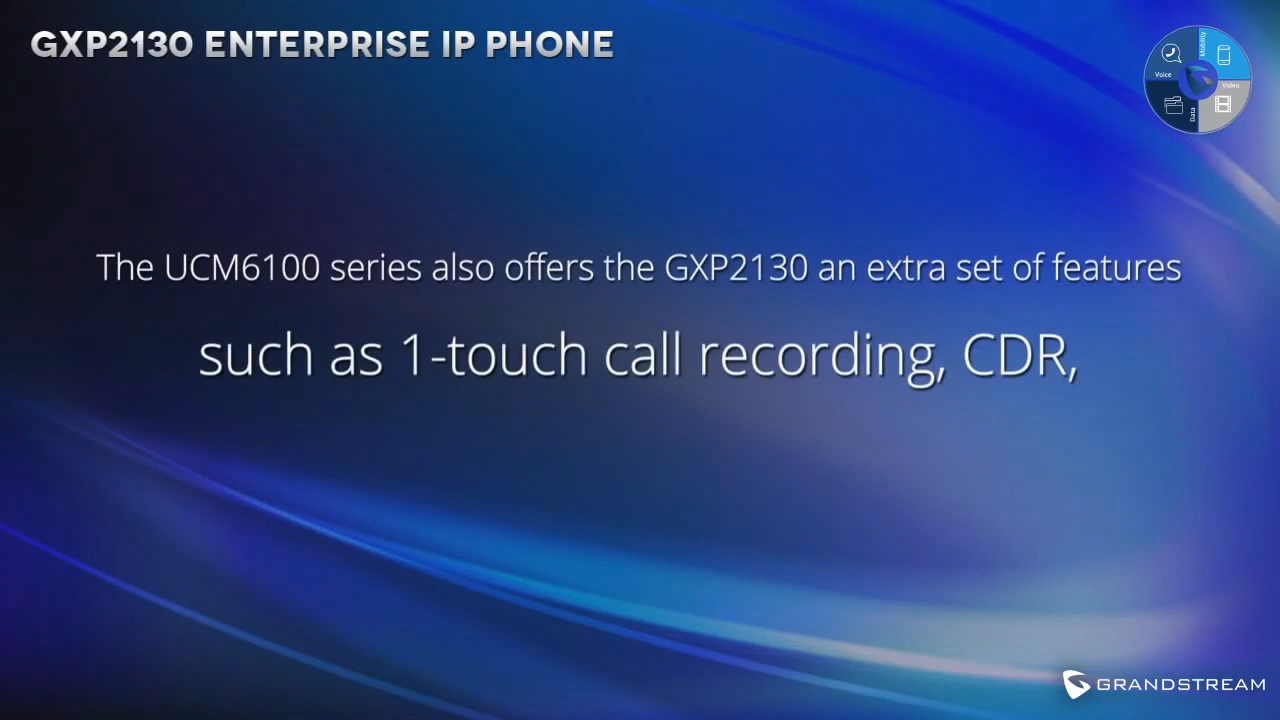 GXP2130 ENTERPRISE IP PHONE
Voice
Mobility
Video
Data
The UCM6100 series also offers the GXP2130 an extra set of features
such as 1-touch call recording, CDR,
GRANDSTREAM